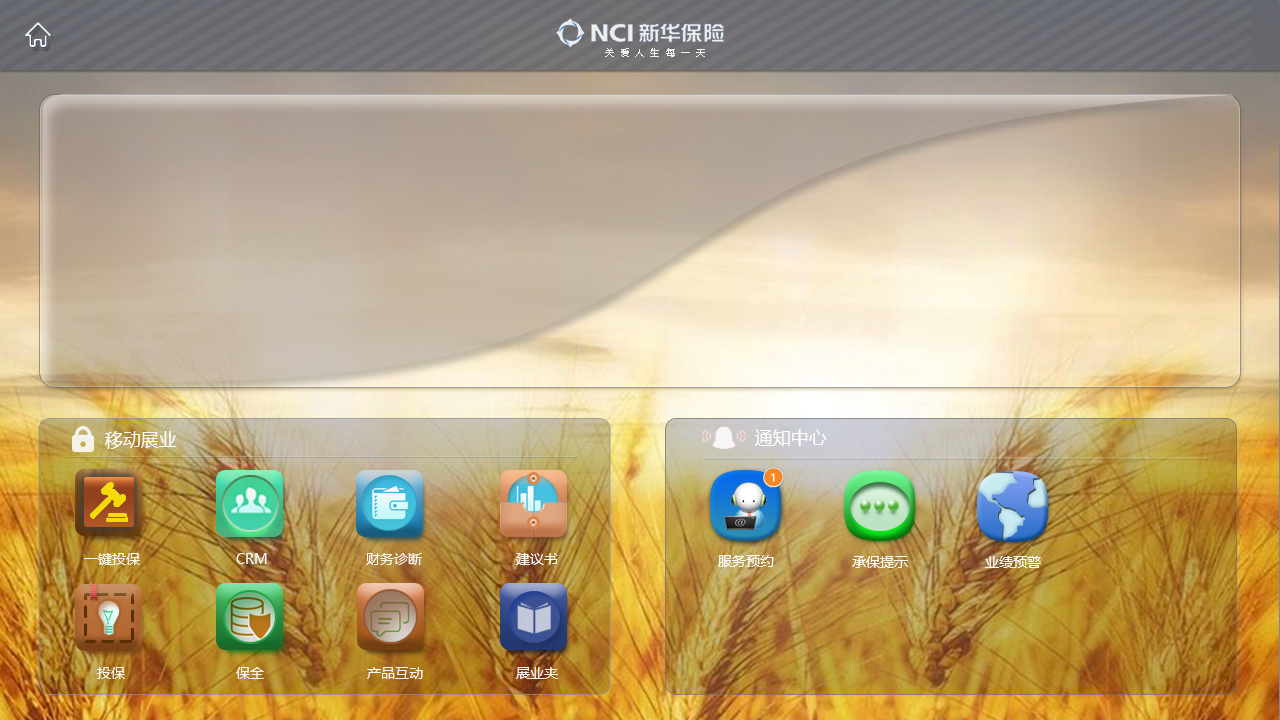 NCI 新华保险
关爱人生每一天
移动展业
通知中心
1
一键投保
CRM
财务诊断
建议书
服务预约
@
承保提示
业绩预警
投保
保全
产品互动
展业夹